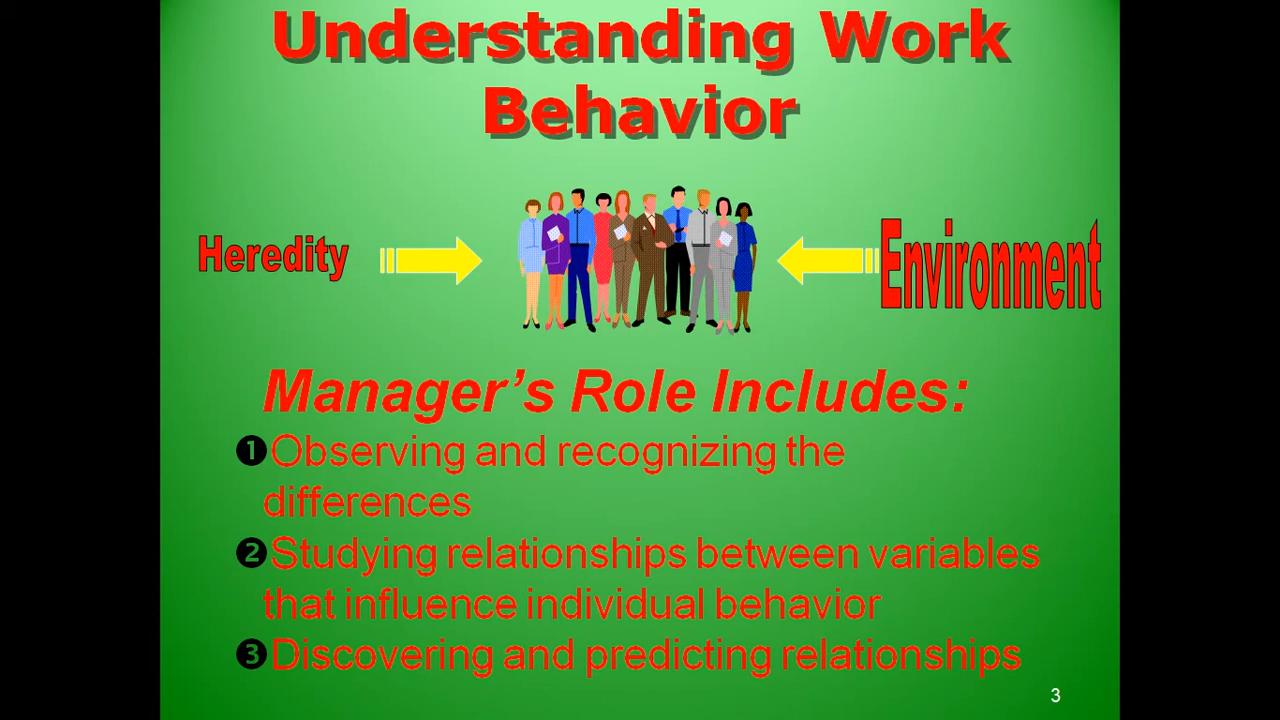 Understanding Work
Behavior
Heredity
Environment
Manager’s Role Includes:
❶Observing and recognizing the
differences
❷Studying relationships between variables
that influence individual behavior
❸Discovering and predicting relationships
3